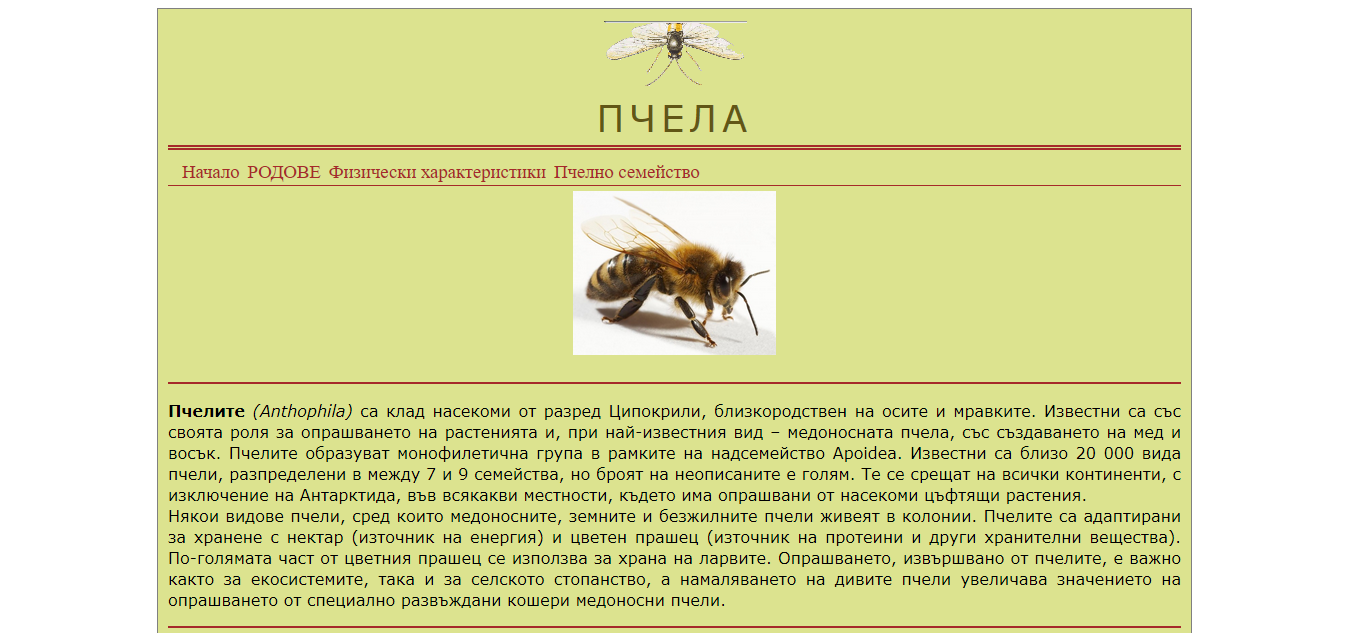 ПЧЕЛА
Начало РОДОВЕ Физически характеристики Пчелно семейство
Пчелите (Anthophila) са клад насекоми от разред Ципокрили, близкородствен на осите и мравките. Известни са със
своята роля за опрашването на растенията и, при най-известния вид – медоносната пчела, със създаването на мед и
восък. Пчелите образуват монофилетична група в рамките на надсемейство Apoidea. Известни са близо 20 000 вида
пчели, разпределени в между 7 и 9 семейства, но броят на неописаните е голям. Те се срещат на всички континенти, с
изключение на Антарктида, във всякакви местности, където има опрашвани от насекоми цъфтящи растения.
Някои видове пчели, сред които медоносните, земните и безжилните пчели живеят в колонии. Пчелите са адаптирани
за хранене с нектар (източник на енергия) и цветен прашец (източник на протеини и други хранителни вещества).
По-голямата част от цветния прашец се използва за храна на ларвите. Опрашването, извършвано от пчелите, е важно
както за екосистемите, така и за селското стопанство, а намаляването на дивите пчели увеличава значението на
опрашването от специално развъждани кошери медоносни пчели.